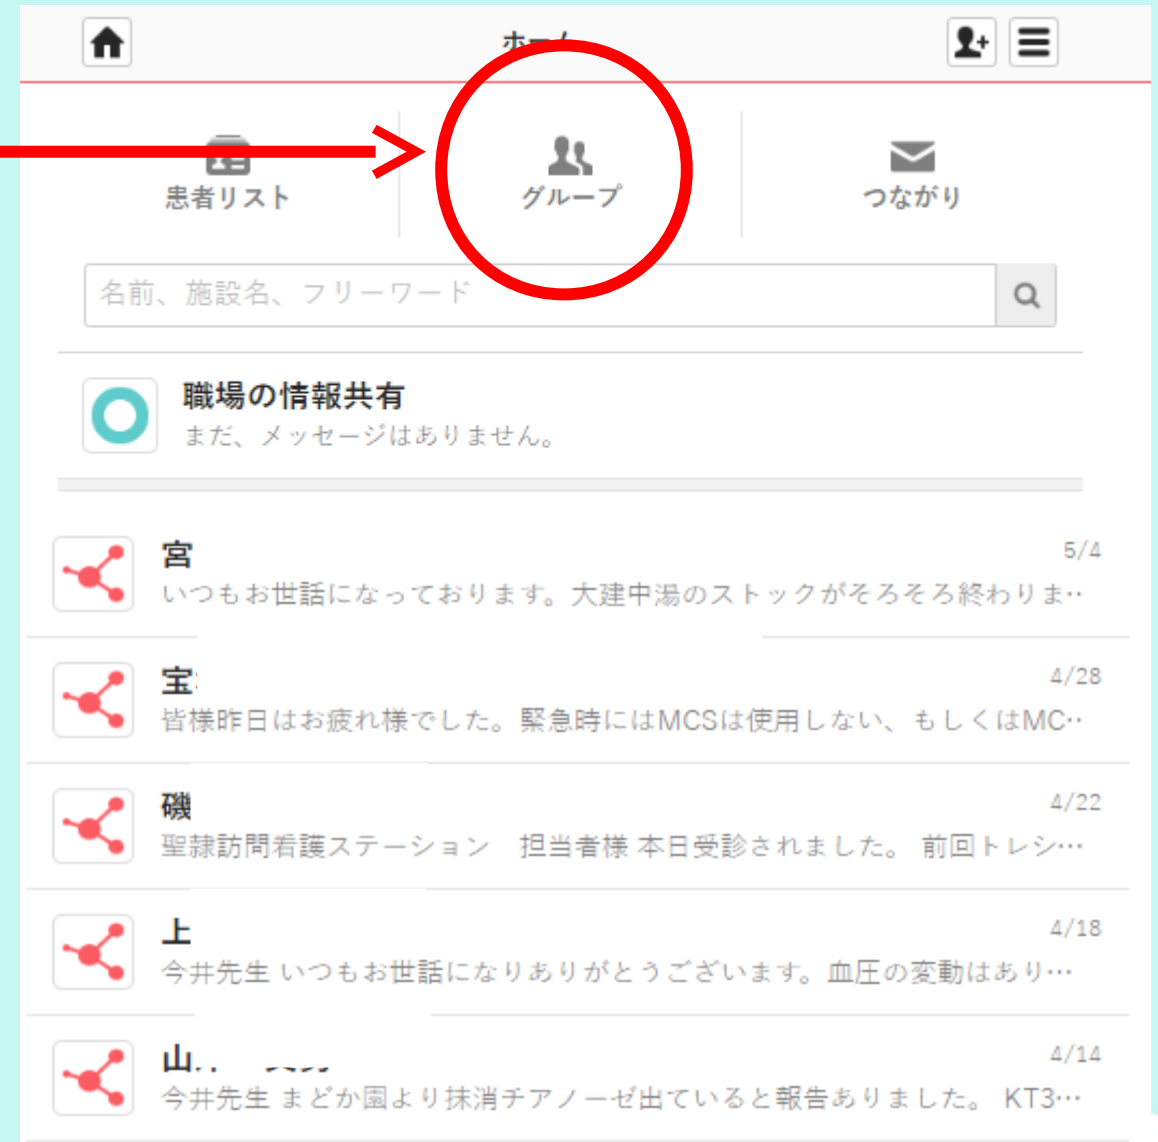 ホーム
患者リスト
グループ
つながり
名前、施設名、フリーワード
職場の情報共有
まだ、メッセージはありません。
宮 5/4
いつもお世話になっております。大建中湯のストックがそろそろ終わりま…
宝 4/28
皆様昨日はお疲れ様でした。緊急時にはMCSは使用しない、もしくはMC…
磯 4/22
聖隷訪問看護ステーション　担当者様 本日受診されました。 前回トレシ…
上 4/18
今井先生 いつもお世話になりありがとうございます。血圧の変動はあり…
山 4/14
今井先生 まどか園より抹消チアノーゼ出ていると報告ありました。 KT3…